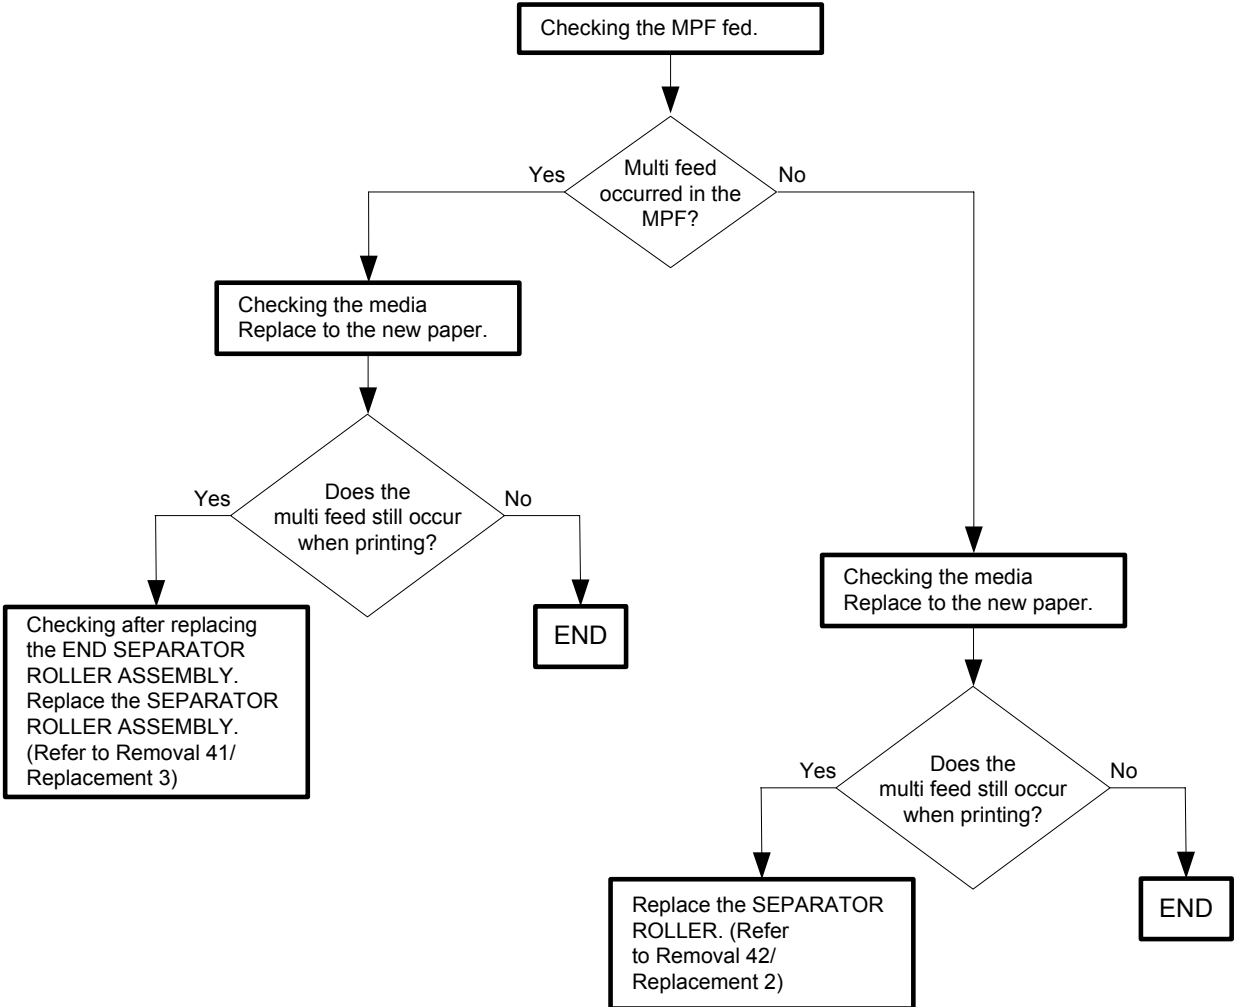 Checking the MPF fed.
Multi feed
occurred in the
MPF?
Yes
No
Checking the media
Replace to the new paper.
Does the
multi feed still occur
when printing?
Yes
No
Checking after replacing
the END SEPARATOR
ROLLER ASSEMBLY.
Replace the SEPARATOR
ROLLER ASSEMBLY.
(Refer to Removal 41/
Replacement 3)
END
Checking the media
Replace to the new paper.
Does the
multi feed still occur
when printing?
Yes
No
Replace the SEPARATOR
ROLLER. (Refer
to Removal 42/
Replacement 2)
END